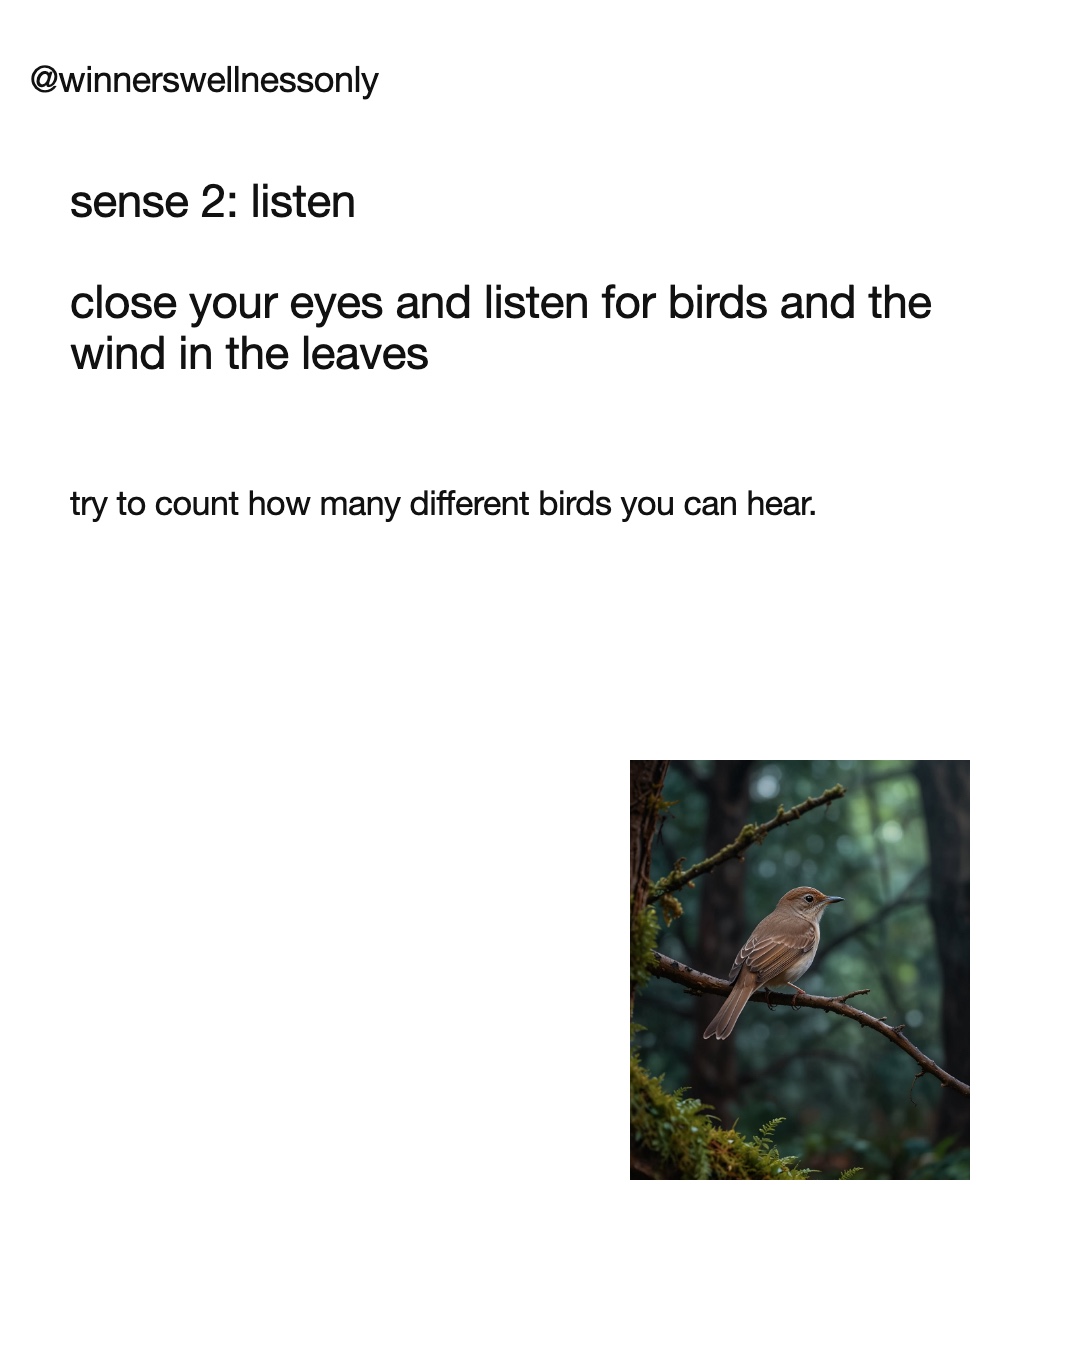 @winnerswellnessonly
sense 2: listen
close your eyes and listen for birds and the
wind in the leaves
try to count how many different birds you can hear.